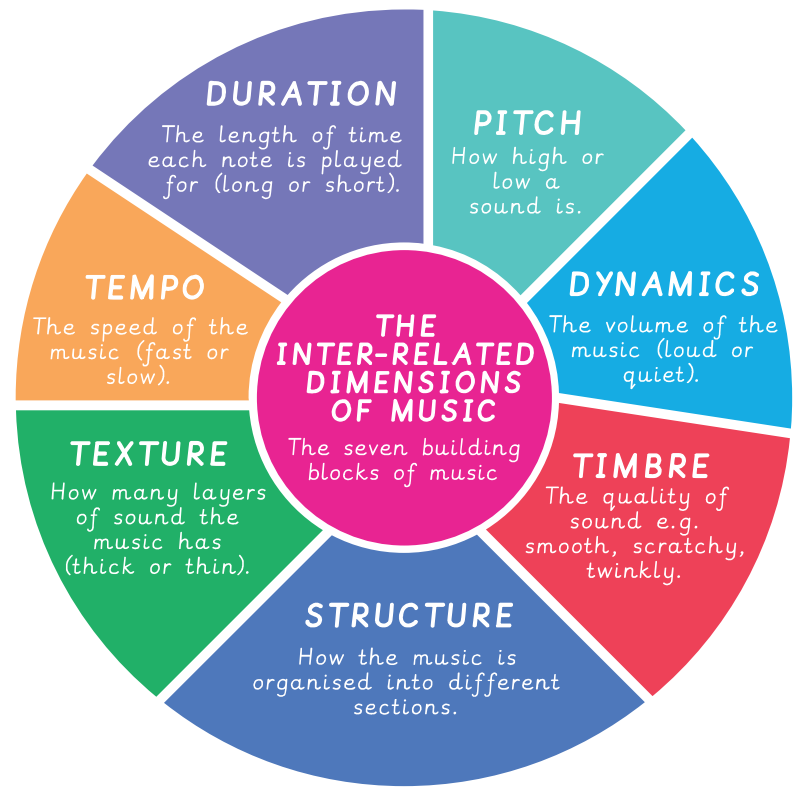 THE
INTER-RELATED
DIMENSIONS
OF MUSIC
The seven building
blocks of music
PITCH
How high or
low a
sound is.
DYNAMICS
The volume of the
music (loud or
quiet).
TIMBRE
The quality of
sound e.g.
smooth, scratchy,
twinkly.
STRUCTURE
How the music is
organised into different
sections.
TEXTURE
How many layers
of sound the
music has
(thick or thin).
TEMPO
The speed of the
music (fast or
slow).
DURATION
The length of time
each note is played
for (long or short).